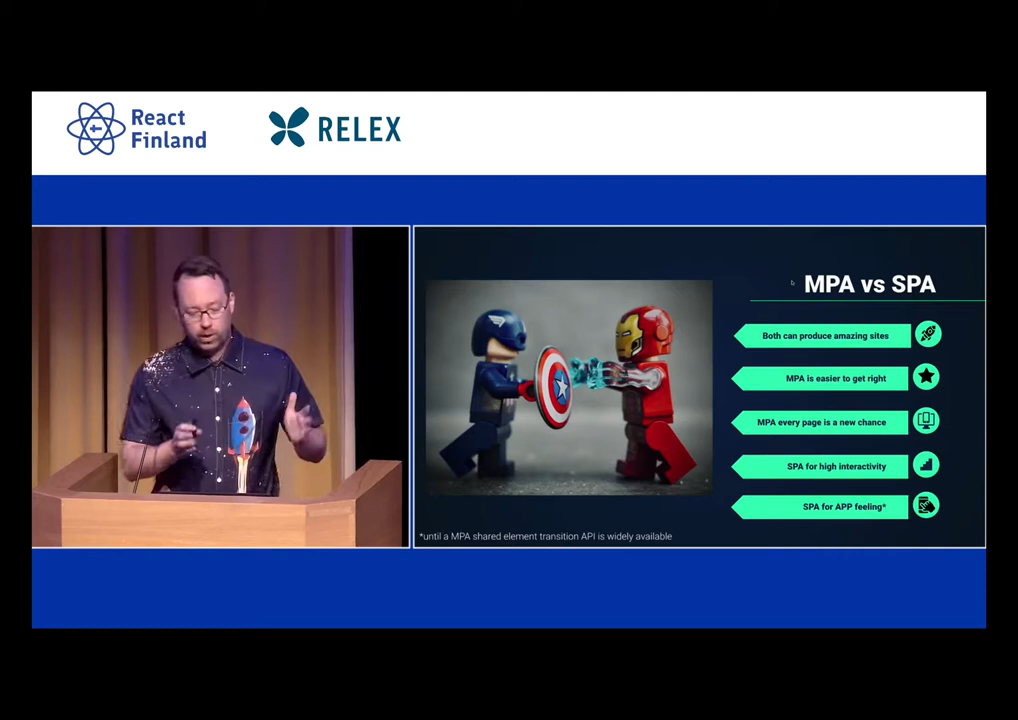 React
Finland
RELEX
MPA vs SPA
Both can produce amazing sites
MPA is easier to get right
MPA every page is a new chance
SPA for high interactivity
SPA for APP feeling*
*until a MPA shared element transition API is widely available